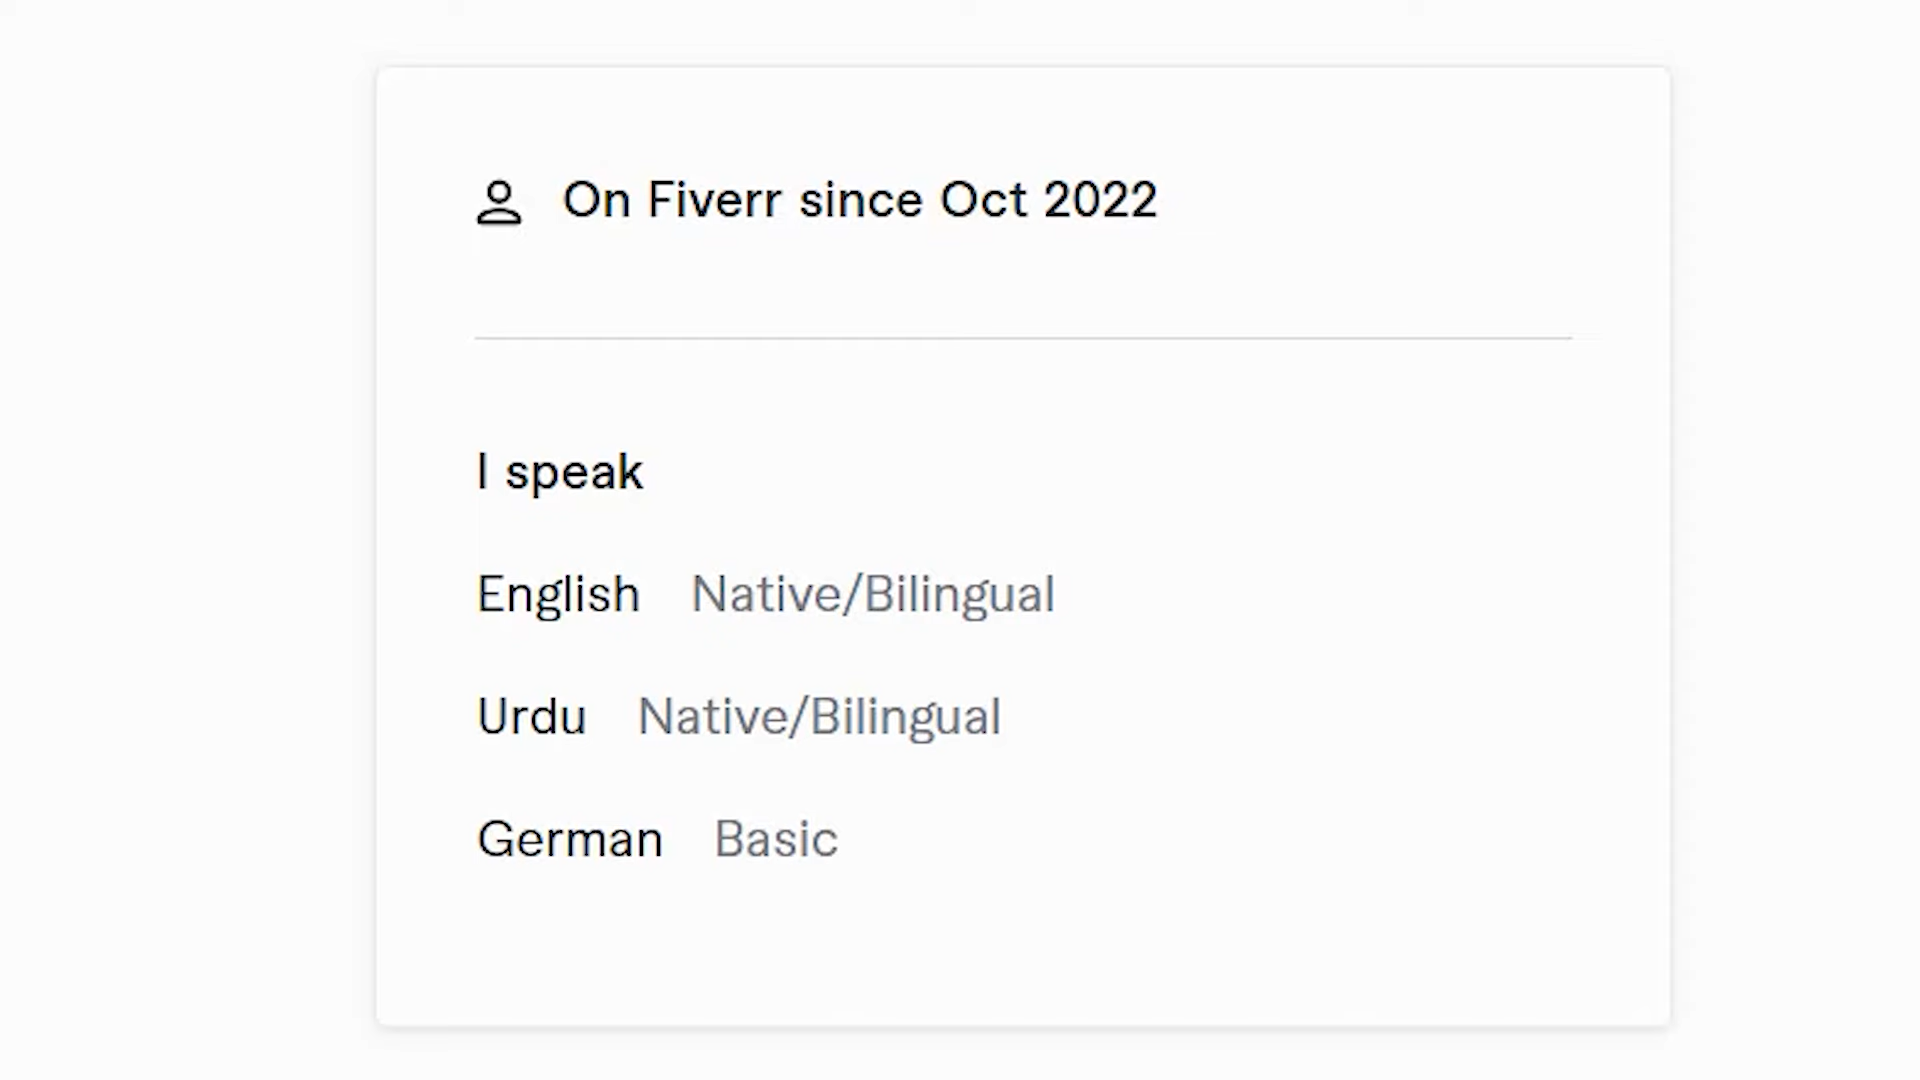 On Fiverr since Oct 2022
I speak
English Native/Bilingual
Urdu Native/Bilingual
German Basic